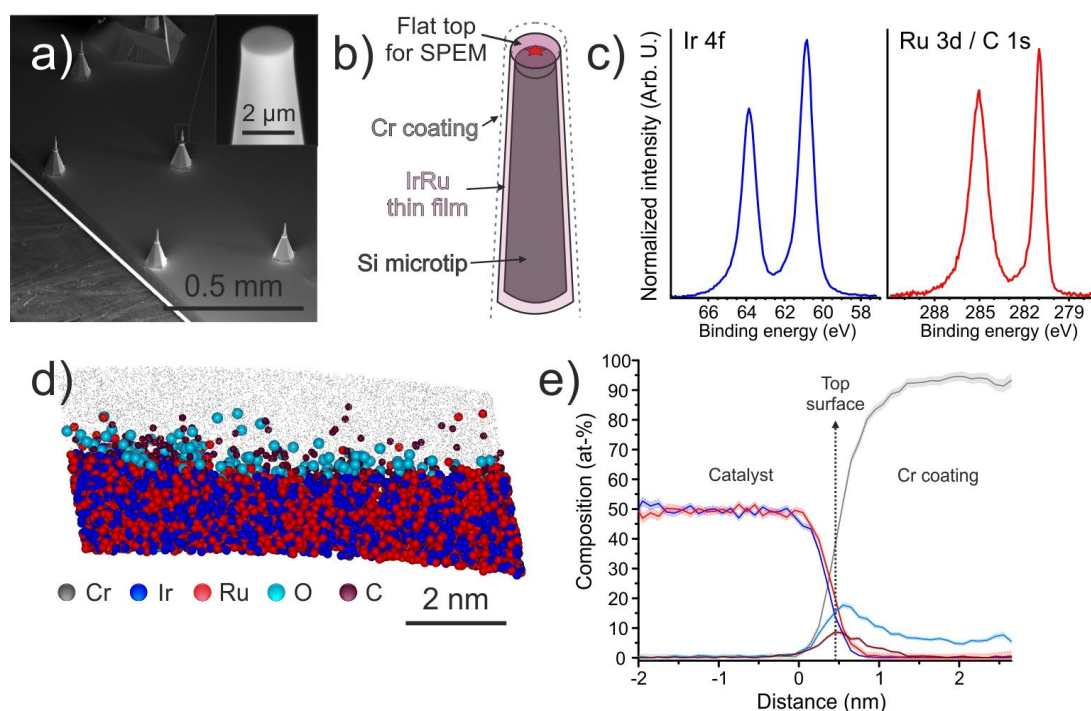 a)
2 µm
0.5 mm
b)
Flat top
for SPEM
Cr coating
IrRu
thin film
Si microtip
c)
Ir 4f
Ru 3d / C 1s
Normalized intensity (Arb. U.)
66 64 62 60 58
288 285 282 279
Binding energy (eV)
Binding energy (eV)
d)
Cr Ir Ru O C
2 nm
e)
Top
surface
Catalyst
Cr coating
Composition (at-%)
100
90
80
70
60
50
40
30
20
10
0
-2 -1 0 1 2
Distance (nm)